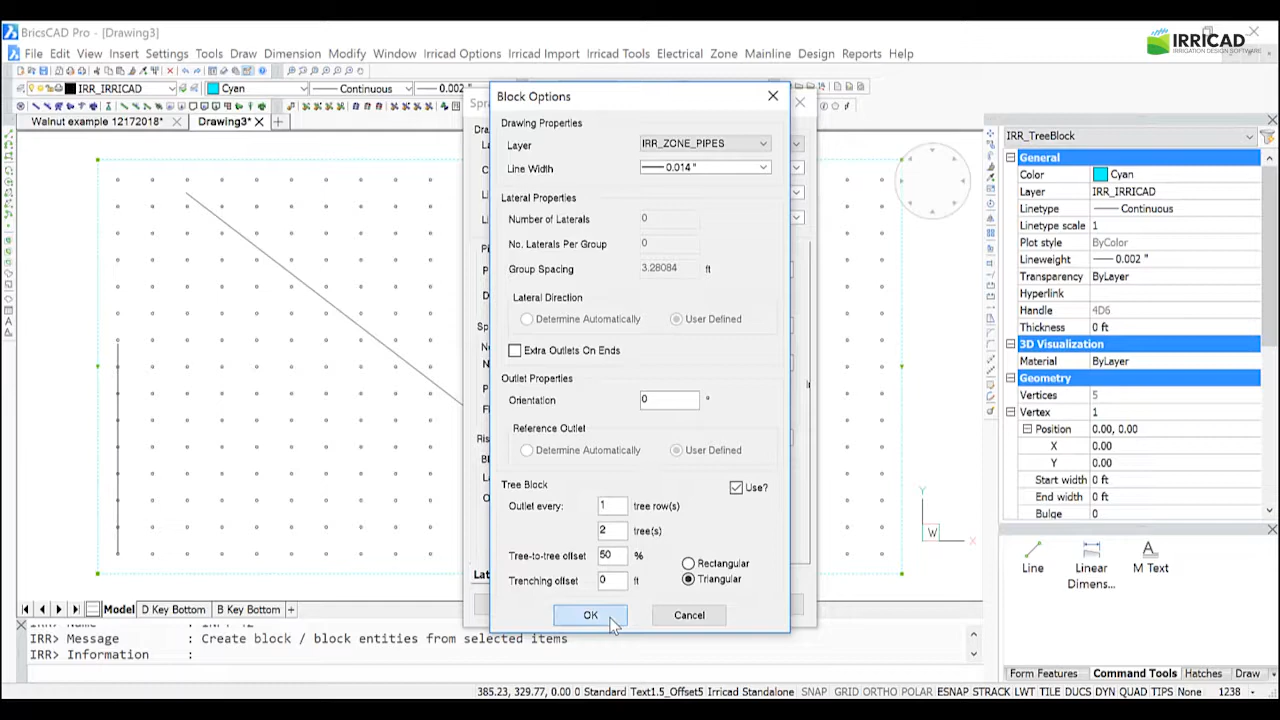 BricsCAD Pro - [Drawing3]
IRRICAD
IRRIGATION DESIGN SOFTWARE
File Edit View Insert Settings Tools Draw Dimension Modify Window Irricad Options Irricad Import Irricad Tools Electrical Zone Mainline Design Reports Help
IRR_IRRICAD Cyan Continuous 0.002 "
Walnut example 12172018* Drawing3*
Block Options
Drawing Properties
Layer IRR_ZONE_PIPES
Line Width 0.014 "
Lateral Properties
Number of Laterals 0
No. Laterals Per Group 0
Group Spacing 3.28084 ft
Lateral Direction
Determine Automatically User Defined
Extra Outlets On Ends
Outlet Properties
Orientation 0 °
Reference Outlet
Determine Automatically User Defined
Tree Block Use?
Outlet every: 1 tree row(s)
2 tree(s)
Tree-to-tree offset 50 %
Trenching offset 0 ft
Rectangular
Triangular
OK Cancel
IRR_TreeBlock
General
Color Cyan
Layer IRR_IRRICAD
Linetype Continuous
Linetype scale 1
Plot style ByColor
Lineweight 0.002 "
Transparency ByLayer
Hyperlink
Handle 4D6
Thickness 0 ft
3D Visualization
Material ByLayer
Geometry
Vertices 5
Vertex 1
Position 0.00, 0.00
X 0.00
Y 0.00
Start width 0 ft
End width 0 ft
Bulge 0
Y
W X
Line Linear Dimens... M Text
Model D Key Bottom B Key Bottom
IRR> Message : Create block / block entities from selected items
IRR> Information :
Form Features Command Tools Hatches Draw
385.23, 329.77, 0.00 0 Standard Text1.5_Offset5 Irricad Standalone SNAP GRID ORTHO POLAR ESNAP STRACK LWT TILE DUCS DYN QUAD TIPS None 1238